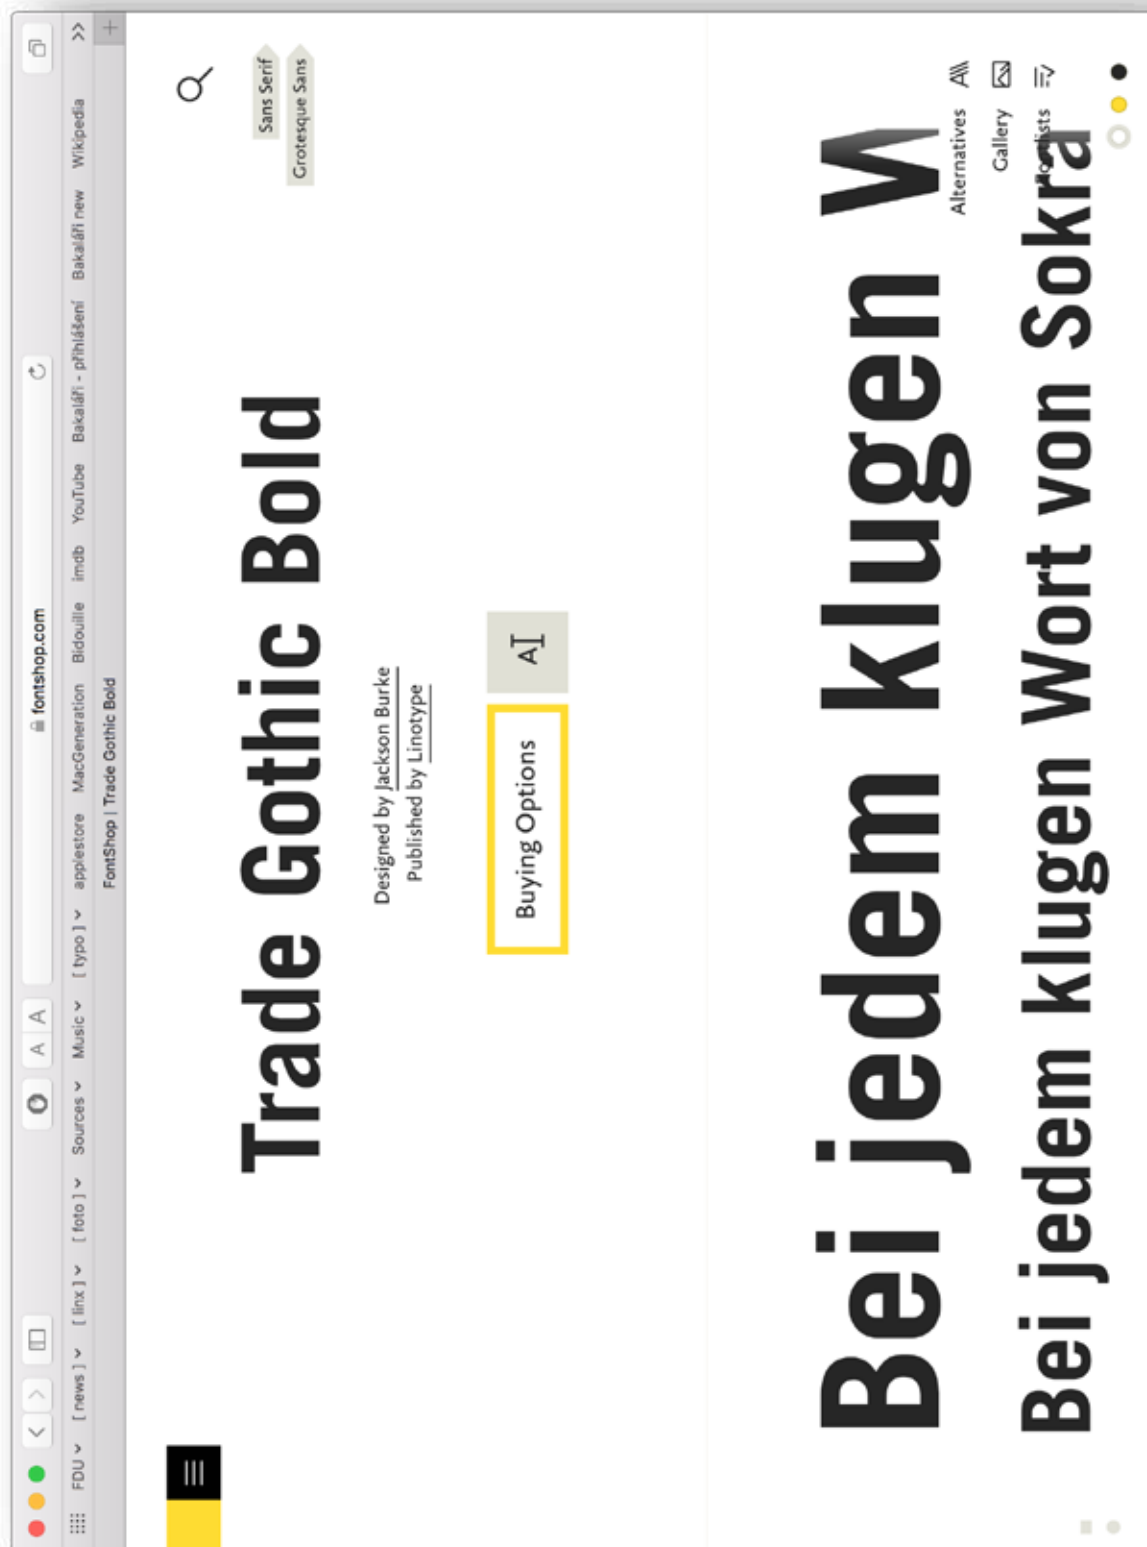 A A
fontshop.com
FDU [ news ] [ linx ] [ foto ] Sources Music [ typo ] applestore MacGeneration Bidouille imdb YouTube Bakaláři - přihlášení Bakaláři new Wikipedia >>
FontShop | Trade Gothic Bold +
Sans Serif
Grotesque Sans
Trade Gothic Bold
Designed by Jackson Burke
Published by Linotype
Buying Options
A
Bei jedem klugen W
Alternatives
Gallery
Bei jedem kluge­n Wort von Sokra